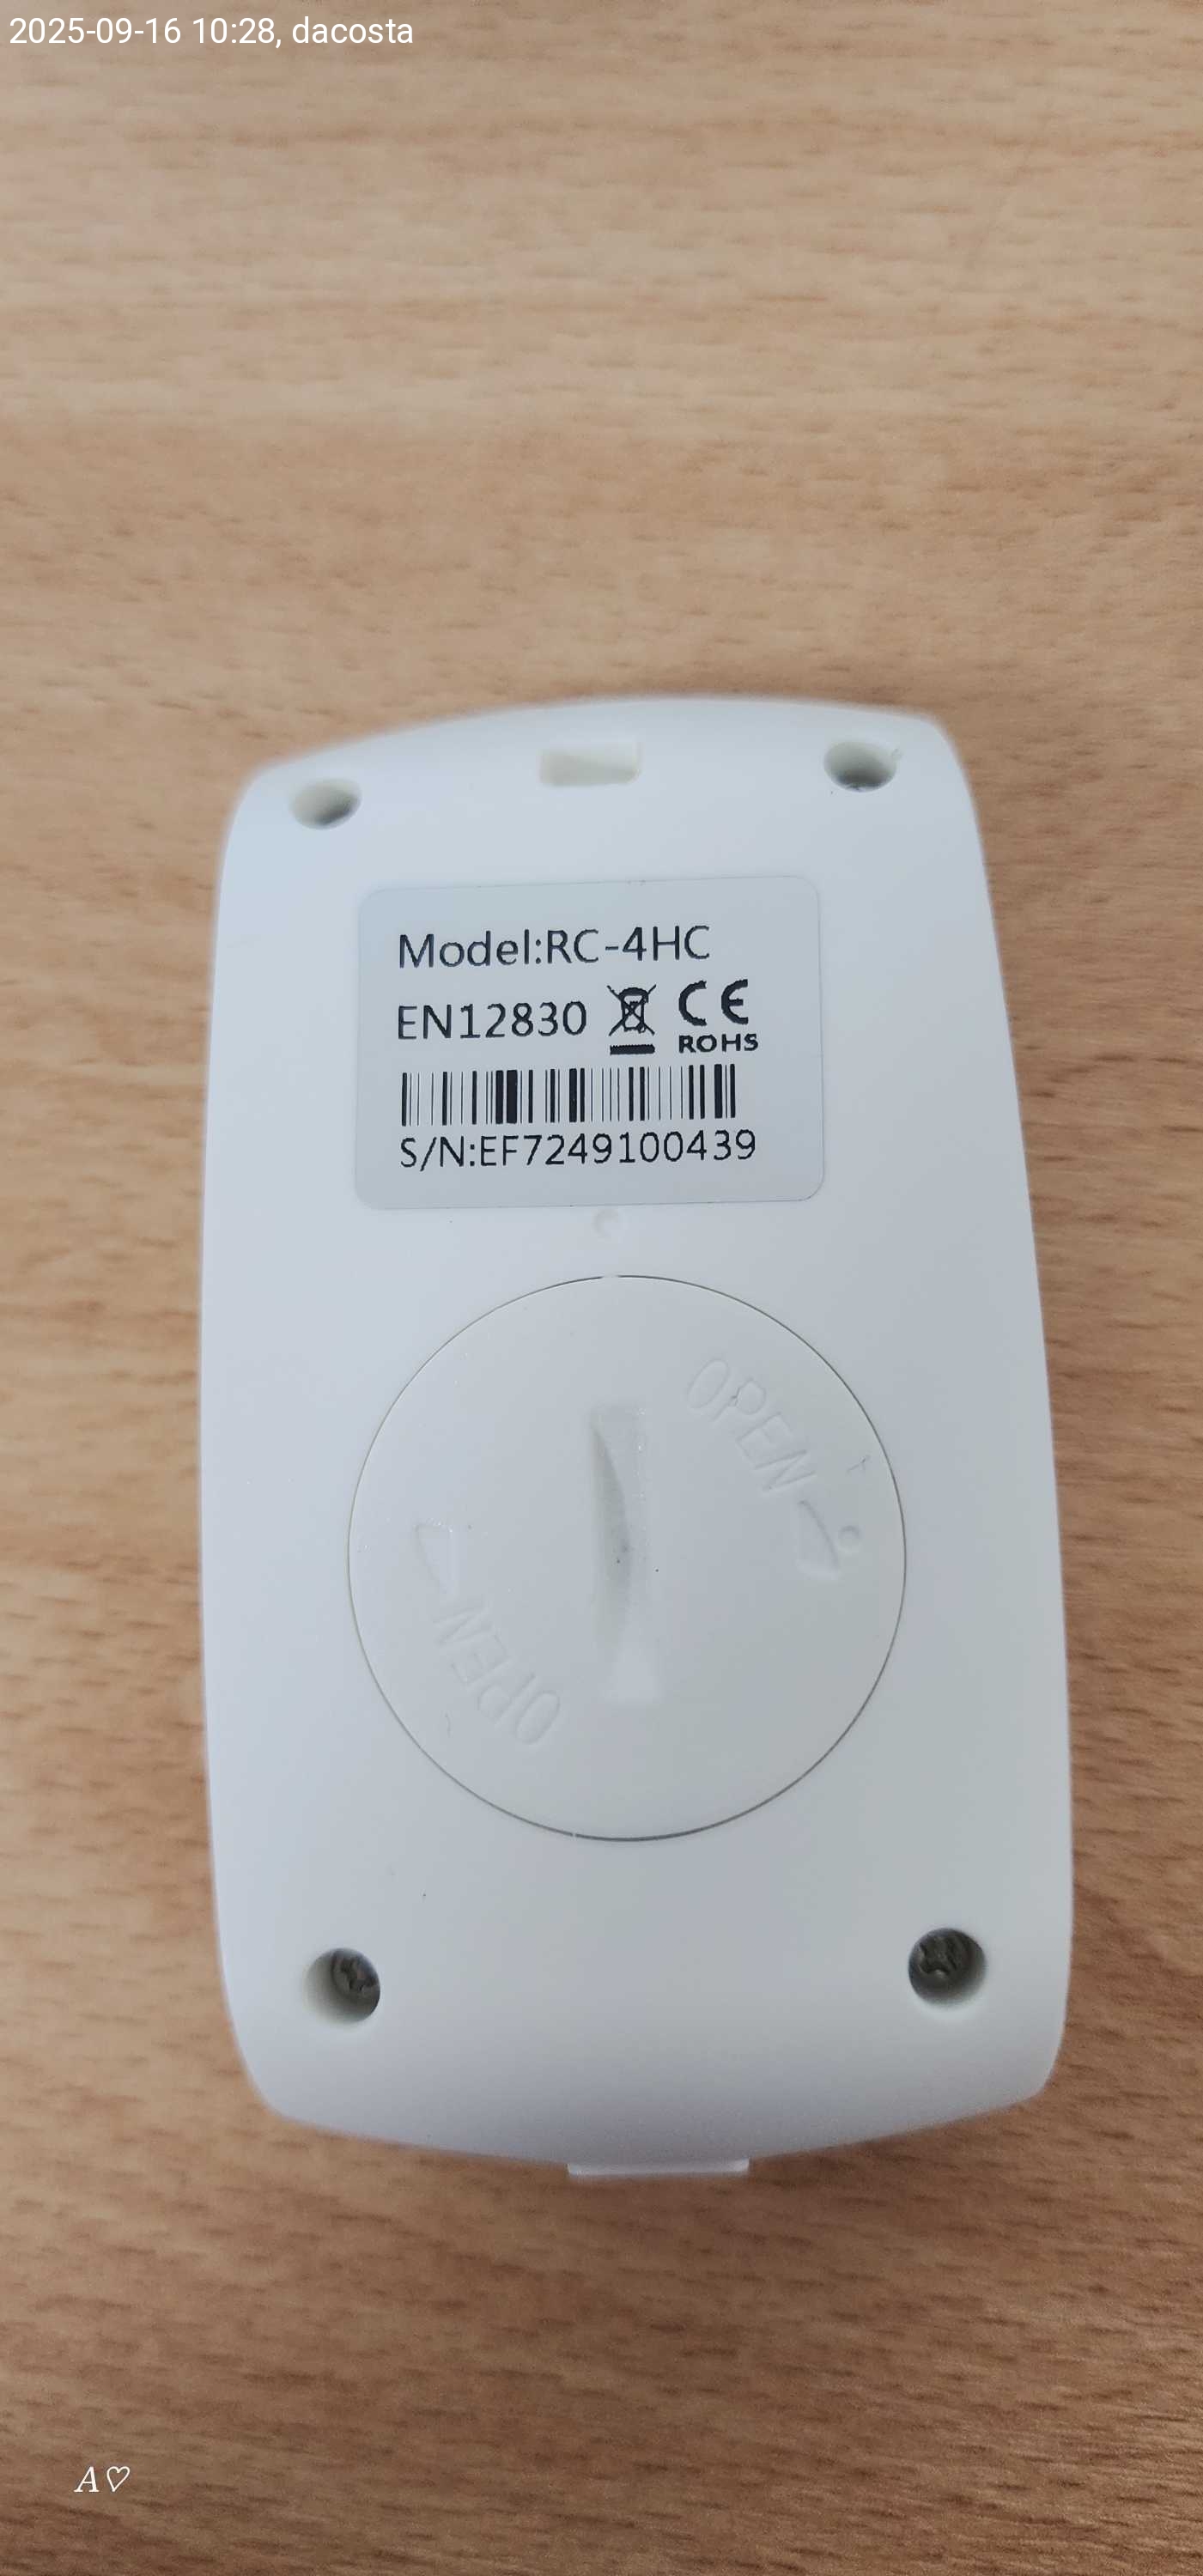 2025-09-16 10:28, dacosta
Model:RC-4HC
EN12830 CE
ROHS
S/N:EF7249100439
OPEN
OPEN
A♡